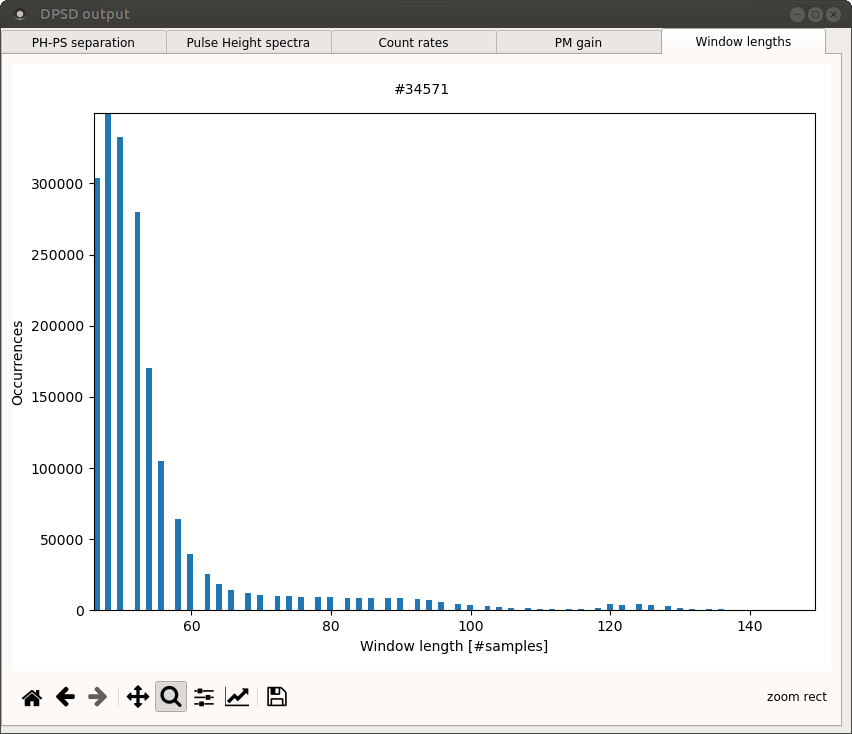 DPSD output
PH-PS separation
Pulse Height spectra
Count rates
PM gain
Window lengths
#34571
300000
250000
200000
150000
100000
50000
0
Occurrences
60
80
100
120
140
Window length [#samples]
zoom rect